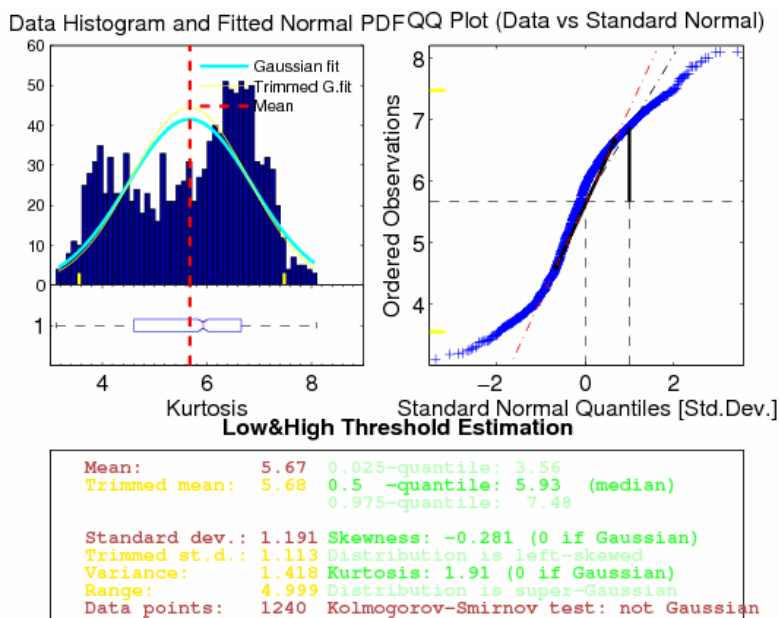 Data Histogram and Fitted Normal PDF
60
50
40
30
20
10
0
Gaussian fit
Trimmed G.fit
Mean
1
4 6 8
Kurtosis
QQ Plot (Data vs Standard Normal)
8
7
6
5
4
Ordered Observations
−2 0 2
Standard Normal Quantiles [Std.Dev.]
Low&High Threshold Estimation
Mean: 5.67 0.025−quantile: 3.56
Trimmed mean: 5.68 0.5 −quantile: 5.93 (median)
0.975−quantile: 7.48
Standard dev.: 1.191 Skewness: −0.281 (0 if Gaussian)
Trimmed st.d.: 1.113 Distribution is left−skewed
Variance: 1.418 Kurtosis: 1.91 (0 if Gaussian)
Range: 4.999 Distribution is super−Gaussian
Data points: 1240 Kolmogorov−Smirnov test: not Gaussian